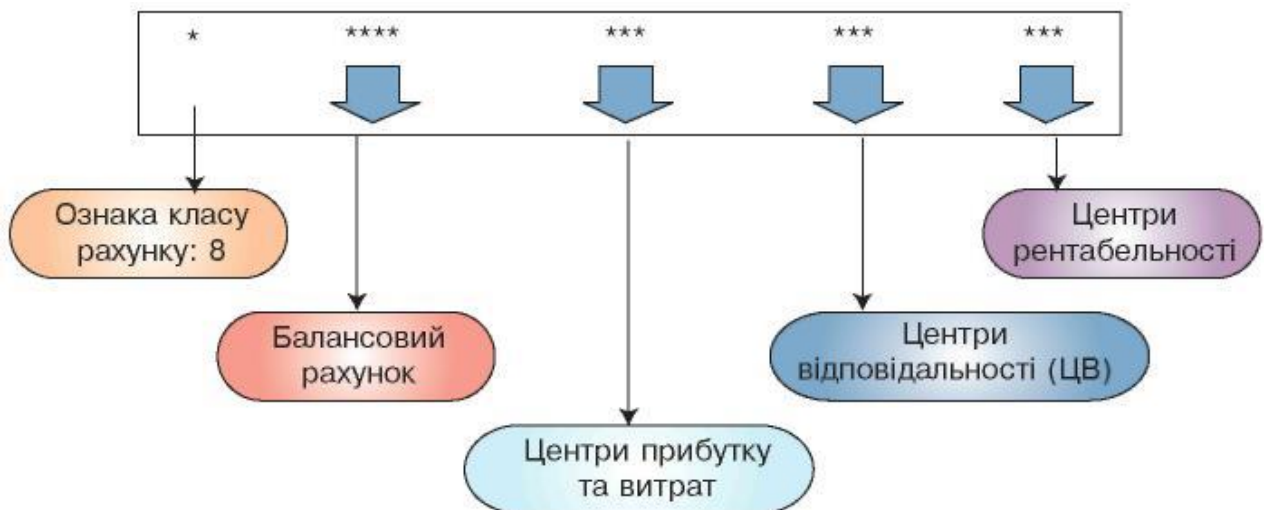 * **** *** *** ***
Ознака класу
рахунку: 8
Центри
рентабельності
Балансовий
рахунок
Центри
відповідальності (ЦВ)
Центри прибутку
та витрат